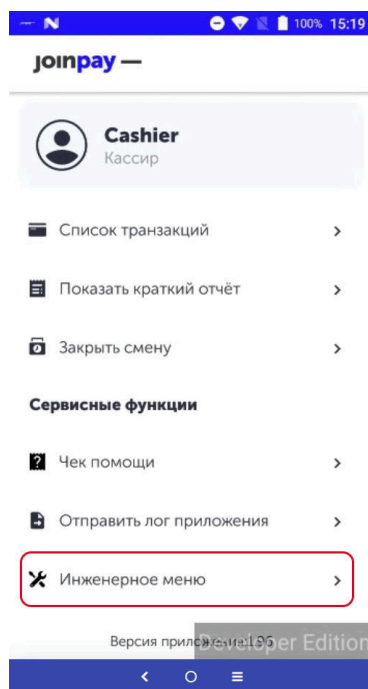 100% 15:19
joinpay —
Cashier
Кассир
Список транзакций
Показать краткий отчёт
Закрыть смену
Сервисные функции
Чек помощи
Отправить лог приложения
Инженерное меню
Версия приложения:
Developer Edition